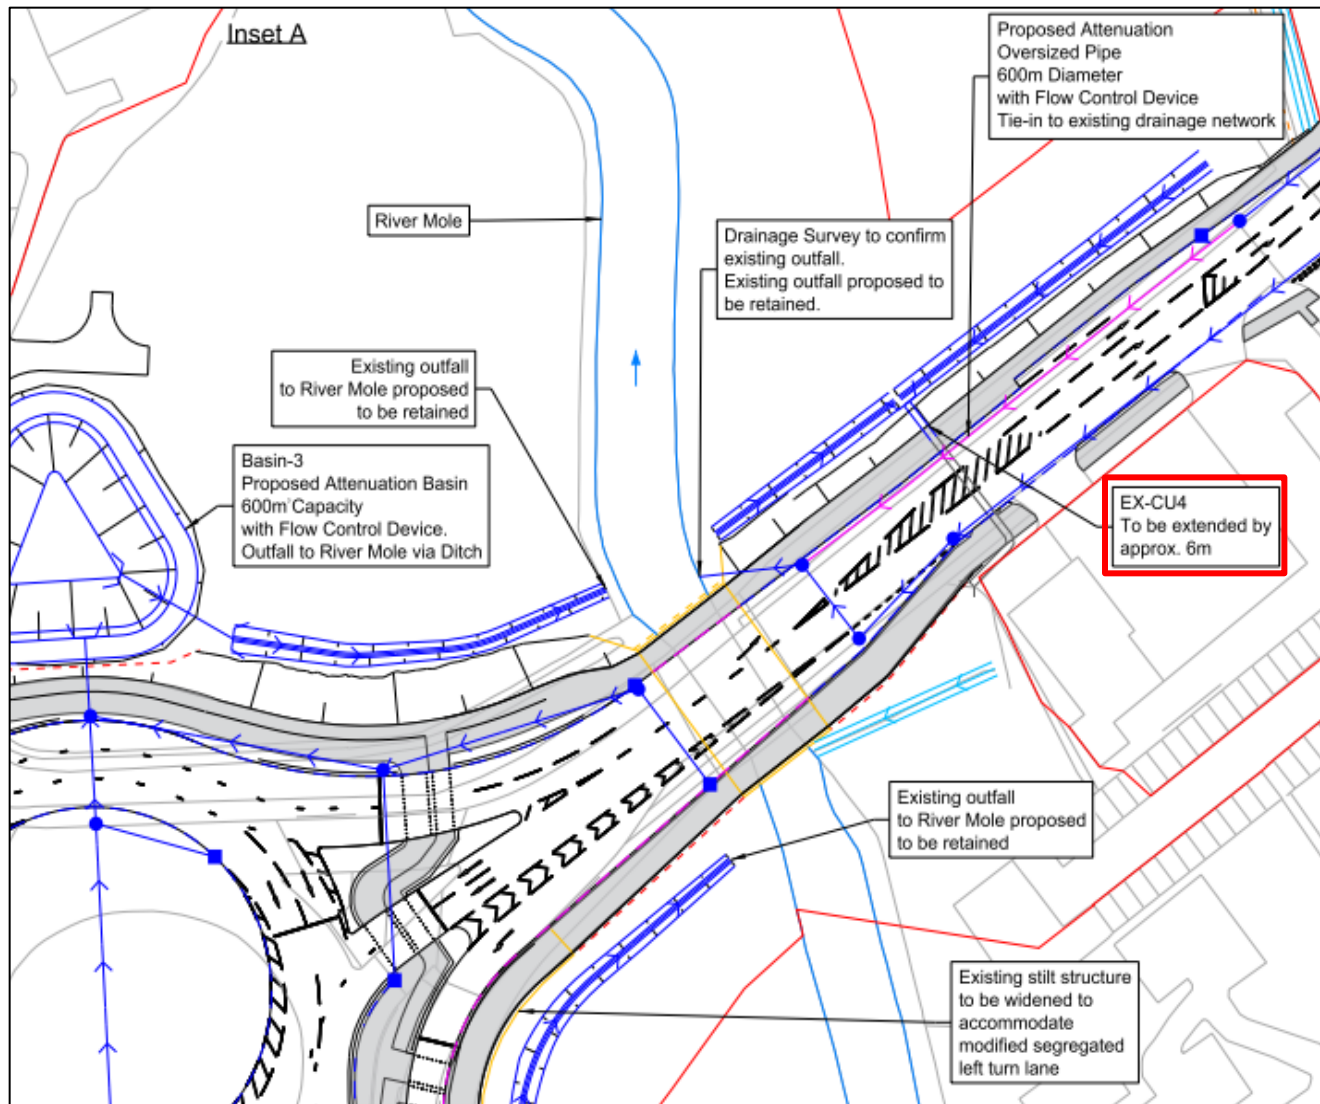 Inset A
Proposed Attenuation
Oversized Pipe
600m Diameter
with Flow Control Device
Tie-in to existing drainage network
River Mole
Drainage Survey to confirm
existing outfall.
Existing outfall proposed to
be retained.
Existing outfall
to River Mole proposed
to be retained
Basin-3
Proposed Attenuation Basin
600m³Capacity
with Flow Control Device.
Outfall to River Mole via Ditch
EX-CU4
To be extended by
approx. 6m
Existing outfall
to River Mole proposed
to be retained
Existing stilt structure
to be widened to
accommodate
modified segregated
left turn lane